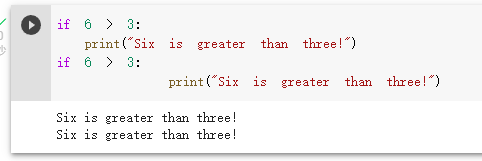 if 6 > 3:
    print("Six is greater than three!")
if 6 > 3:
                print("Six is greater than three!")
Six is greater than three!
Six is greater than three!